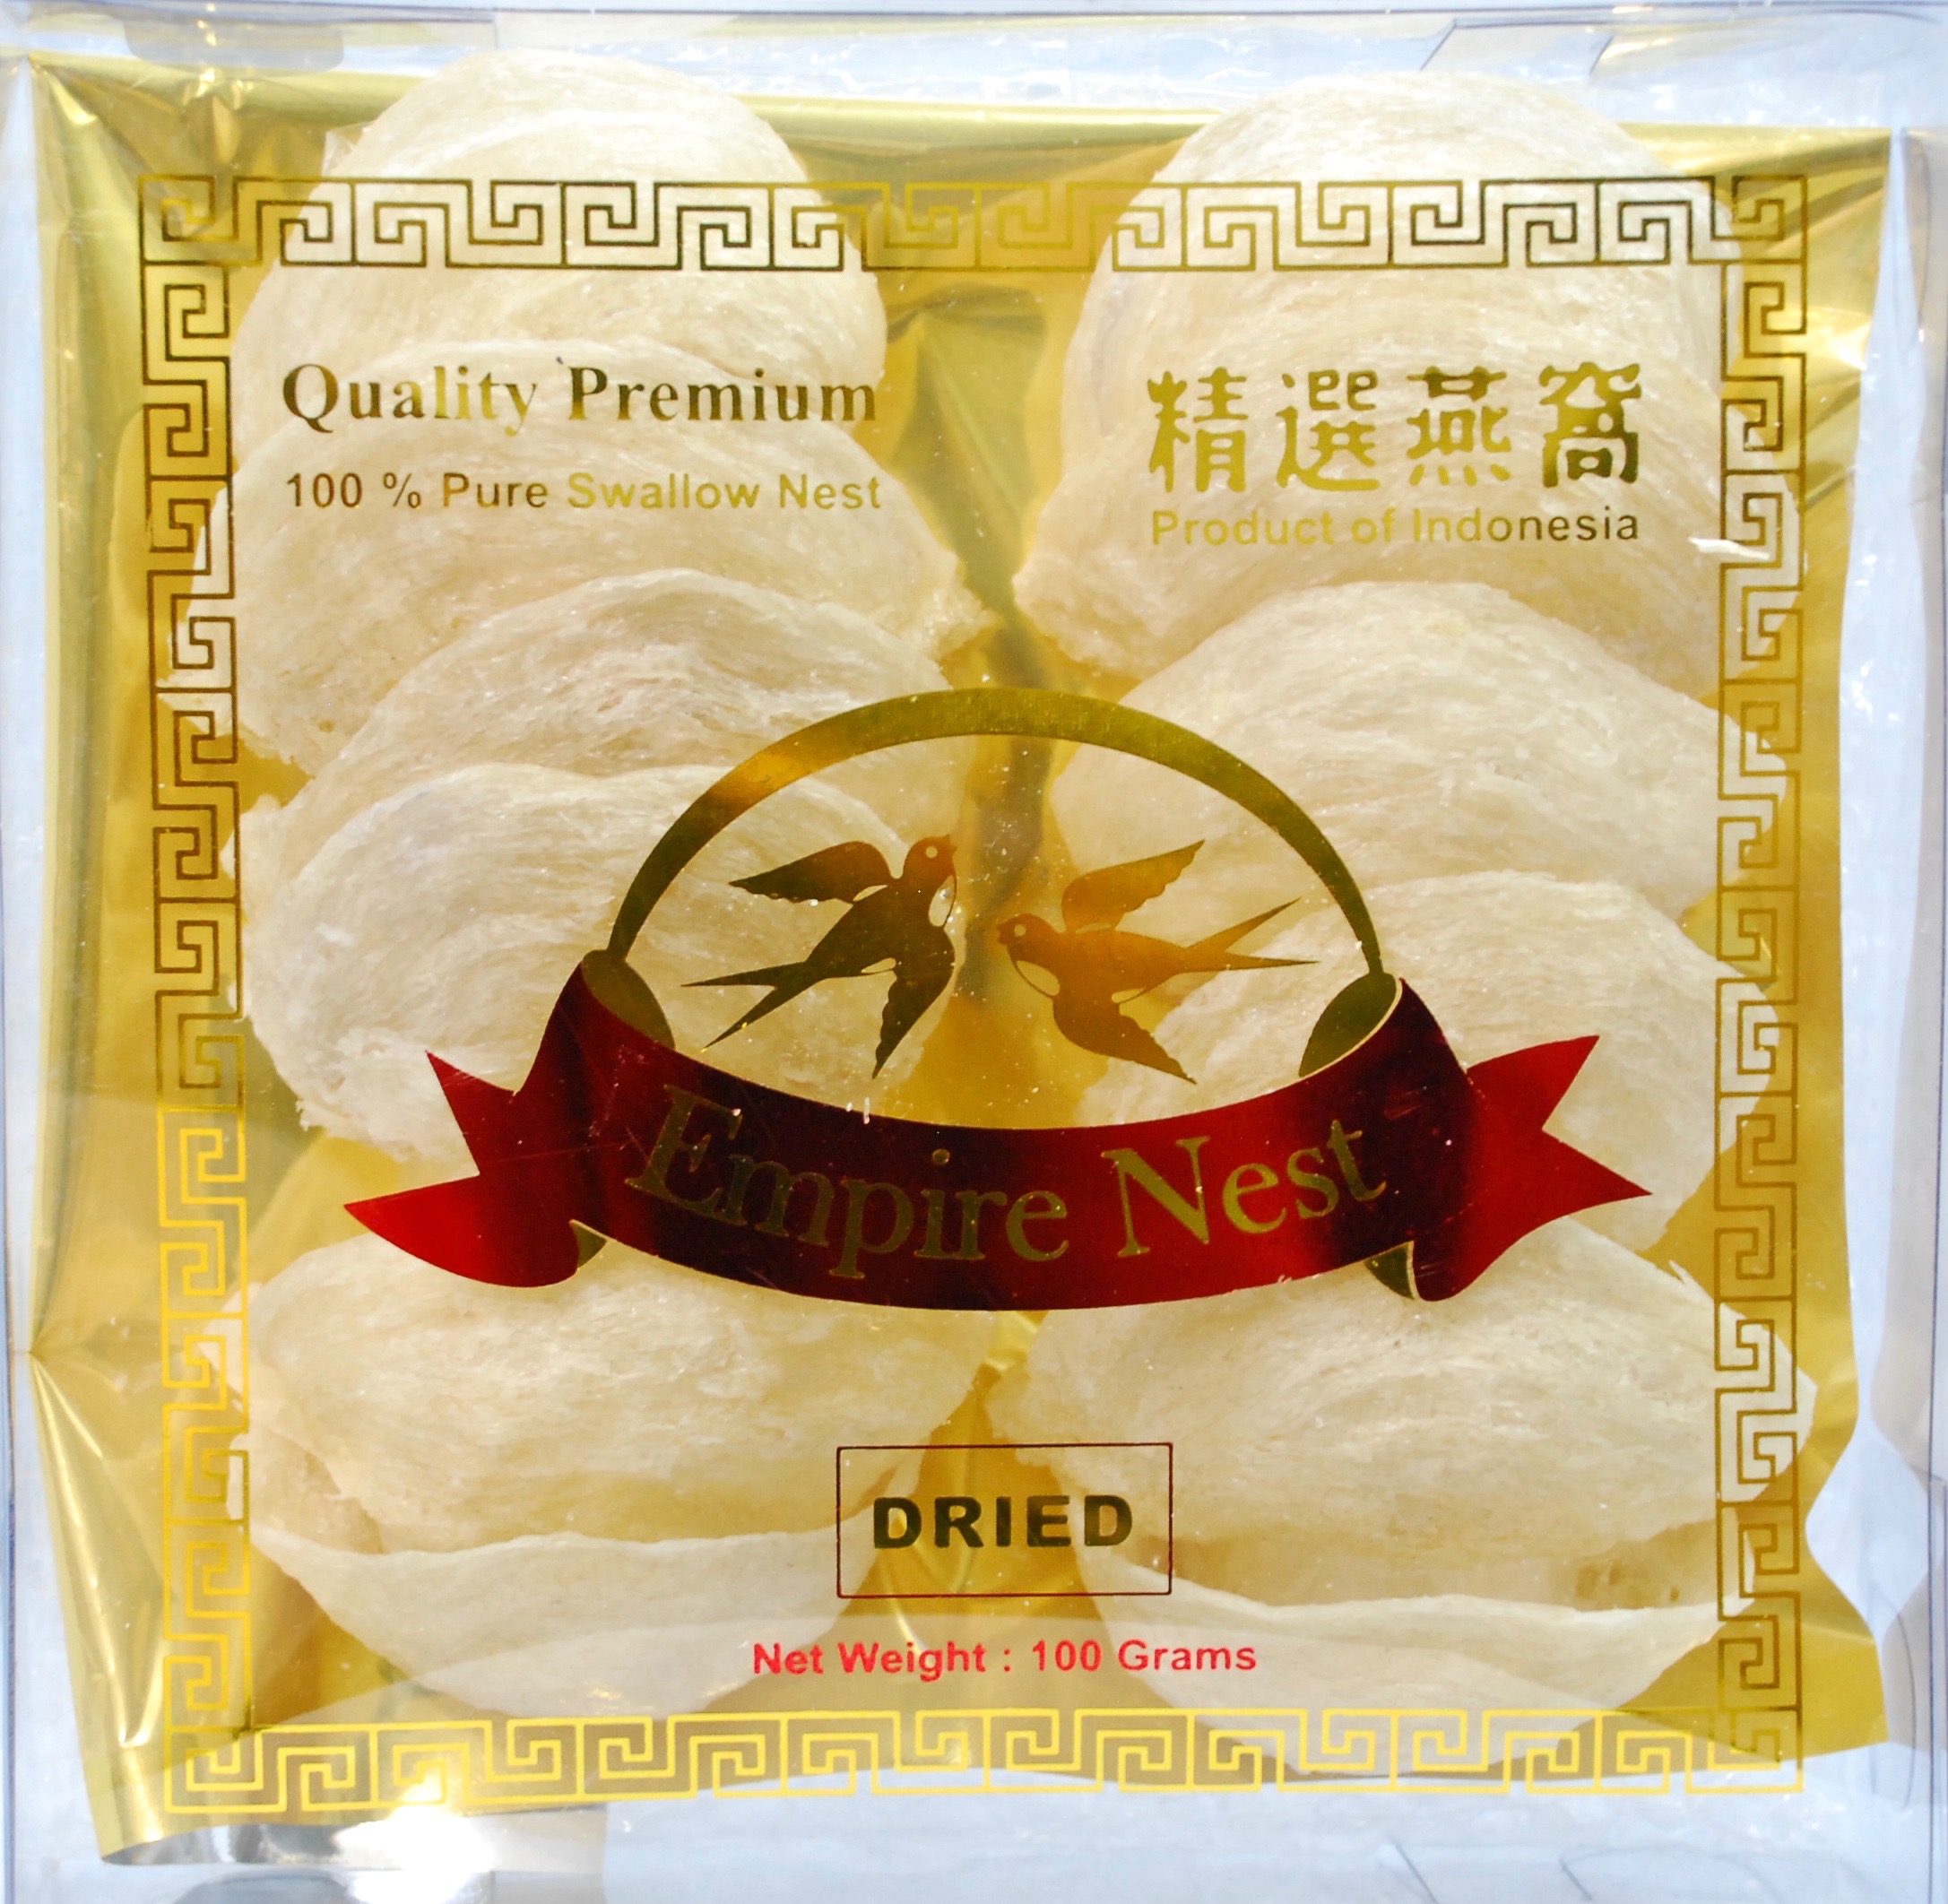 Quality Premium
100 % Pure Swallow Nest
精選燕窩
Product of Indonesia
Empire Nest
DRIED
Net Weight : 100 Grams